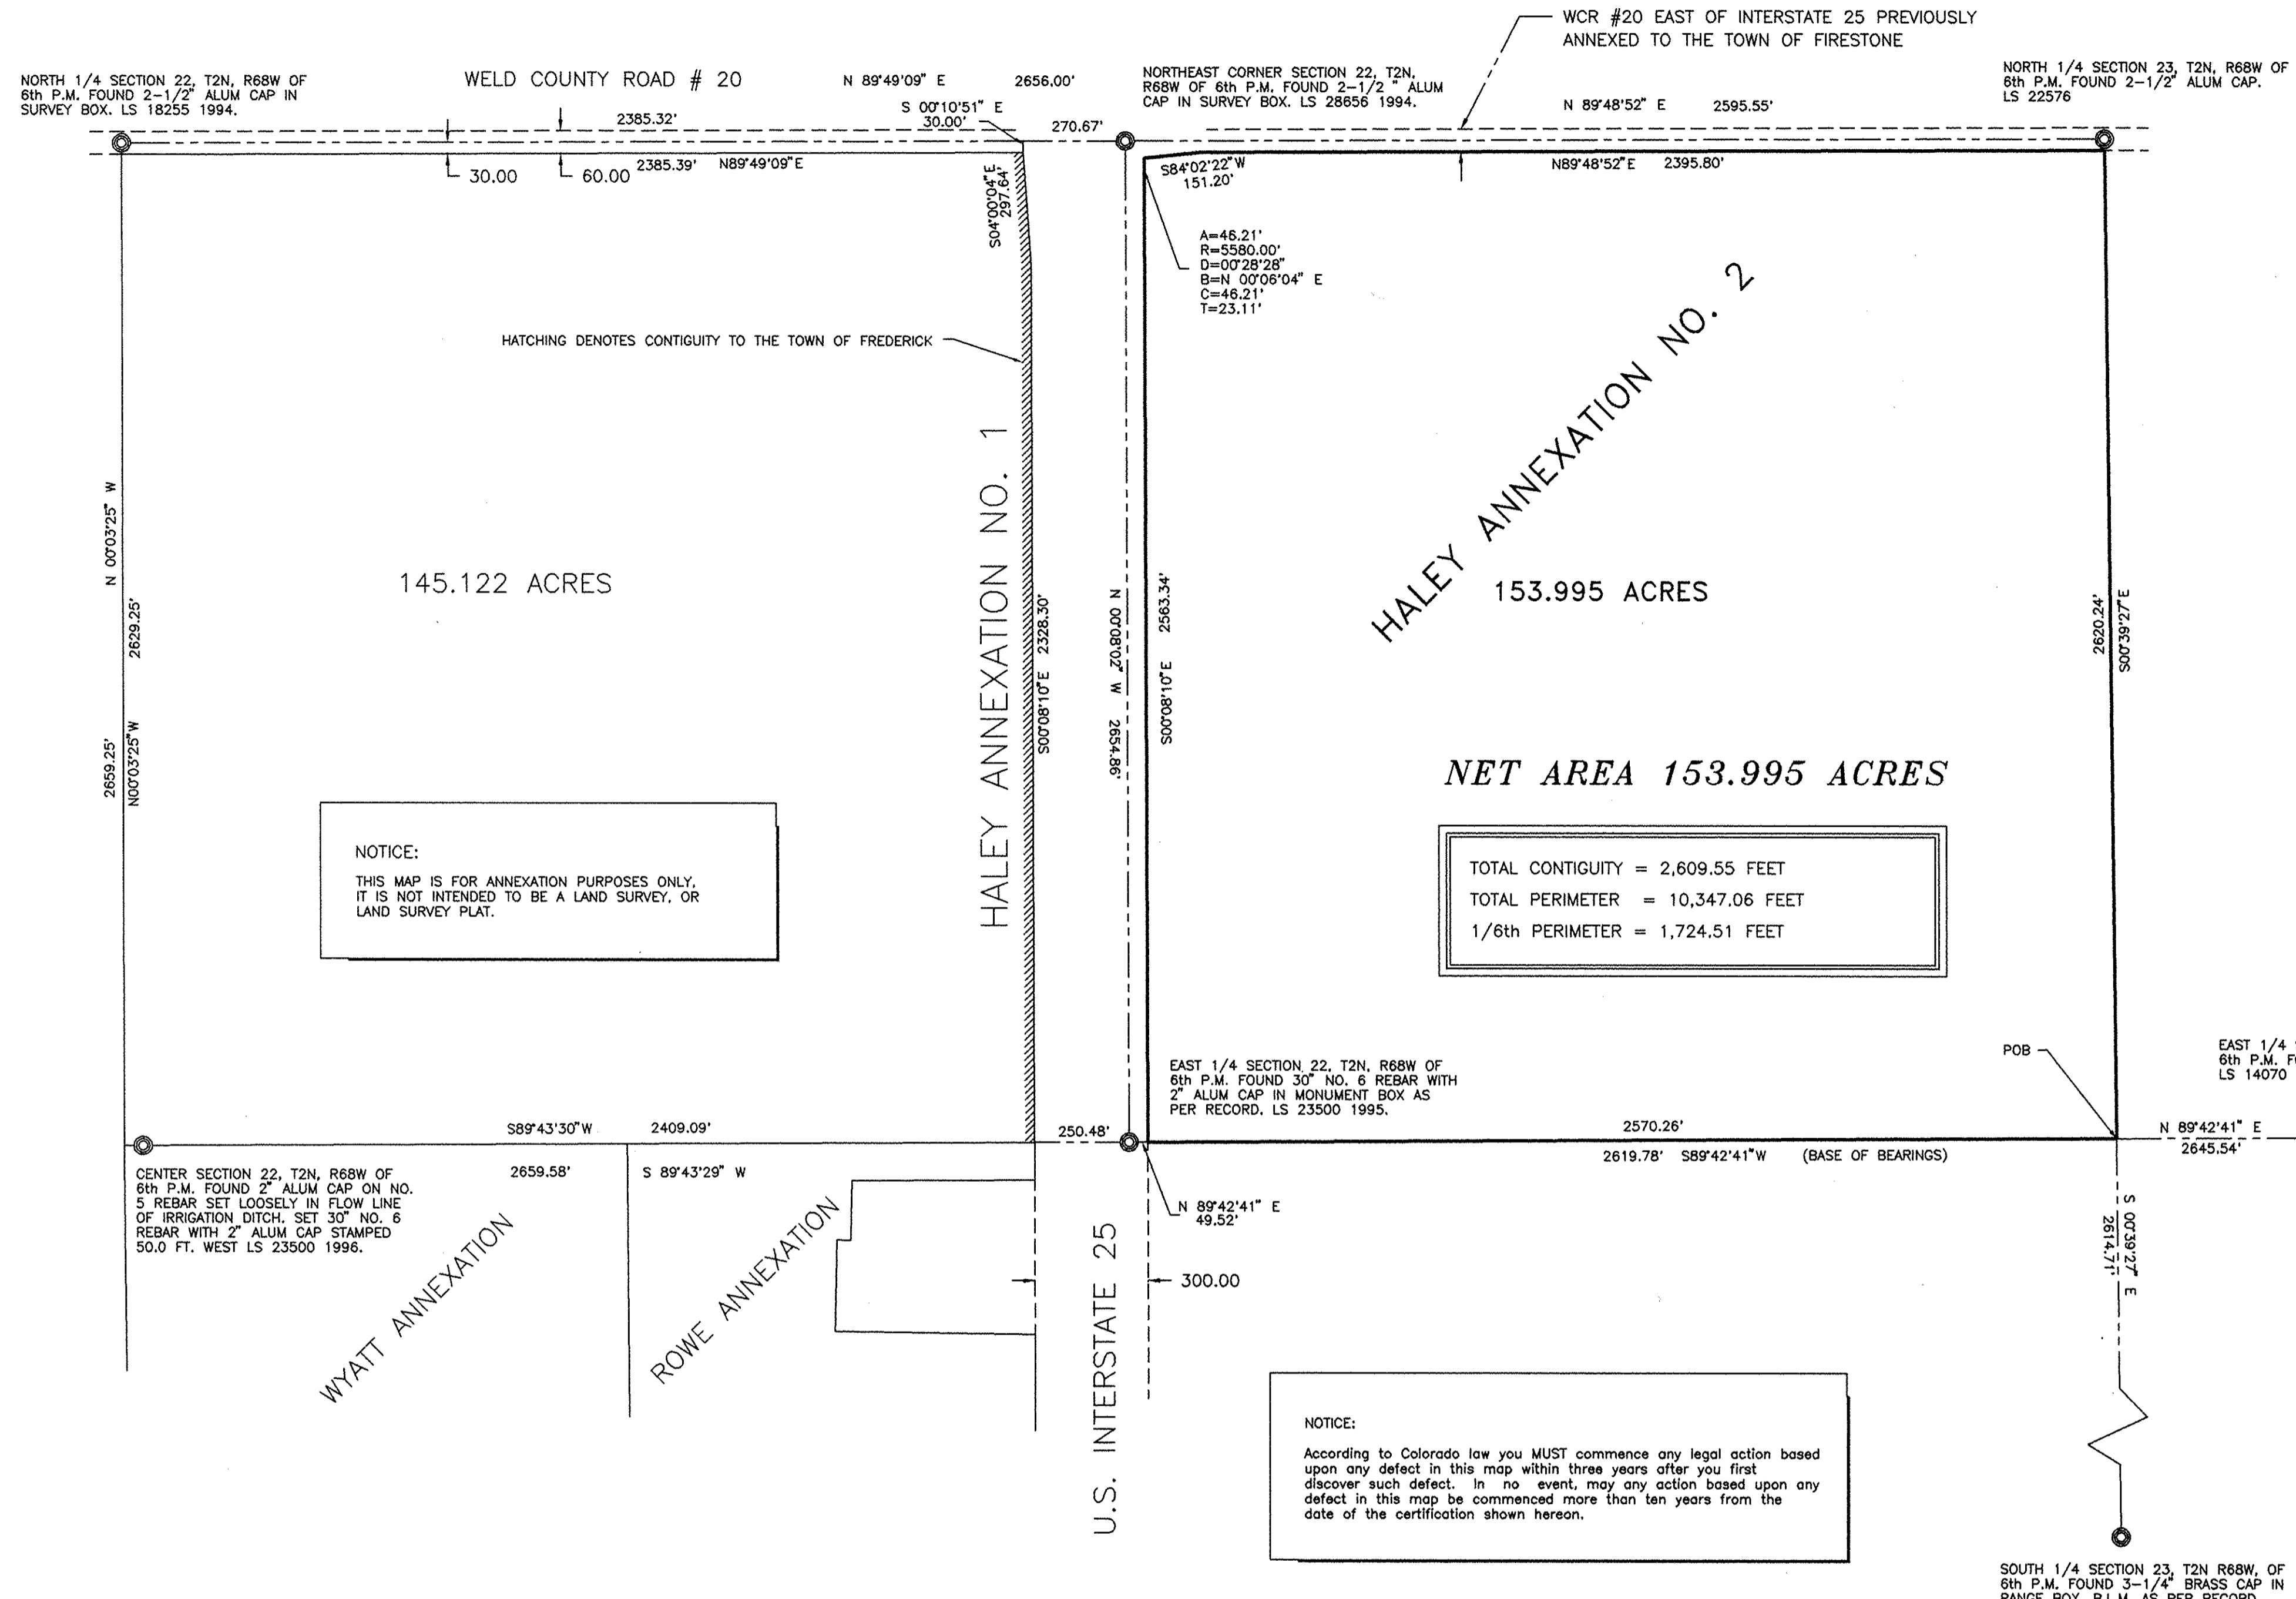 WCR #20 EAST OF INTERSTATE 25 PREVIOUSLY
ANNEXED TO THE TOWN OF FIRESTONE
NORTH 1/4 SECTION 22, T2N, R68W OF
6th P.M. FOUND 2-1/2" ALUM CAP IN
SURVEY BOX. LS 18255 1994.
WELD COUNTY ROAD # 20
N 89°49'09" E 2656.00'
S 00°10'51" E
30.00'
NORTHEAST CORNER SECTION 22, T2N,
R68W OF 6th P.M. FOUND 2-1/2 " ALUM
CAP IN SURVEY BOX. LS 28656 1994.
N 89°48'52" E 2595.55'
NORTH 1/4 SECTION 23, T2N, R68W OF
6th P.M. FOUND 2-1/2" ALUM CAP.
LS 22576
2385.32'
270.67'
30.00
60.00
2385.39' N89°49'09"E
S04°00'04"E
297.64'
S84°02'22"W
151.20'
N89°48'52"E 2395.80'
A=46.21'
R=5580.00'
D=00°28'28"
B=N 00°06'04" E
C=46.21'
T=23.11'
HATCHING DENOTES CONTIGUITY TO THE TOWN OF FREDERICK
HALEY ANNEXATION NO. 1
HALEY ANNEXATION NO. 2
N 00°03'25" W
2659.25'
2629.25'
N00°03'25"W
145.122 ACRES
S00°08'10"E 2328.30'
N 00°08'02" W 2654.86'
S00°08'10"E 2563.34'
153.995 ACRES
2620.24'
S00°39'27"E
NET AREA 153.995 ACRES
NOTICE:
THIS MAP IS FOR ANNEXATION PURPOSES ONLY,
IT IS NOT INTENDED TO BE A LAND SURVEY, OR
LAND SURVEY PLAT.
TOTAL CONTIGUITY = 2,609.55 FEET
TOTAL PERIMETER = 10,347.06 FEET
1/6th PERIMETER = 1,724.51 FEET
POB
EAST 1/4
6th P.M.
LS 14070
EAST 1/4 SECTION 22, T2N, R68W OF
6th P.M. FOUND 30" NO. 6 REBAR WITH
2" ALUM CAP IN MONUMENT BOX AS
PER RECORD, LS 23500 1995.
S89°43'30"W 2409.09'
250.48'
2570.26'
N 89°42'41" E
2645.54'
2659.58' S 89°43'29" W
2619.78' S89°42'41"W (BASE OF BEARINGS)
CENTER SECTION 22, T2N, R68W OF
6th P.M. FOUND 2" ALUM CAP ON NO.
5 REBAR SET LOOSELY IN FLOW LINE
OF IRRIGATION DITCH. SET 30" NO. 6
REBAR WITH 2" ALUM CAP STAMPED
50.0 FT. WEST LS 23500 1996.
N 89°42'41" E
49.52'
S 00°39'27" E
2614.71'
WYATT ANNEXATION
ROWE ANNEXATION
U.S. INTERSTATE 25
300.00
NOTICE:
According to Colorado law you MUST commence any legal action based
upon any defect in this map within three years after you first
discover such defect. In no event, may any action based upon any
defect in this map be commenced more than ten years from the
date of the certification shown hereon.
SOUTH 1/4 SECTION 23, T2N R68W, OF
6th P.M. FOUND 3-1/4" BRASS CAP IN
RANGE BOX, B.L.M. AS PER RECORD